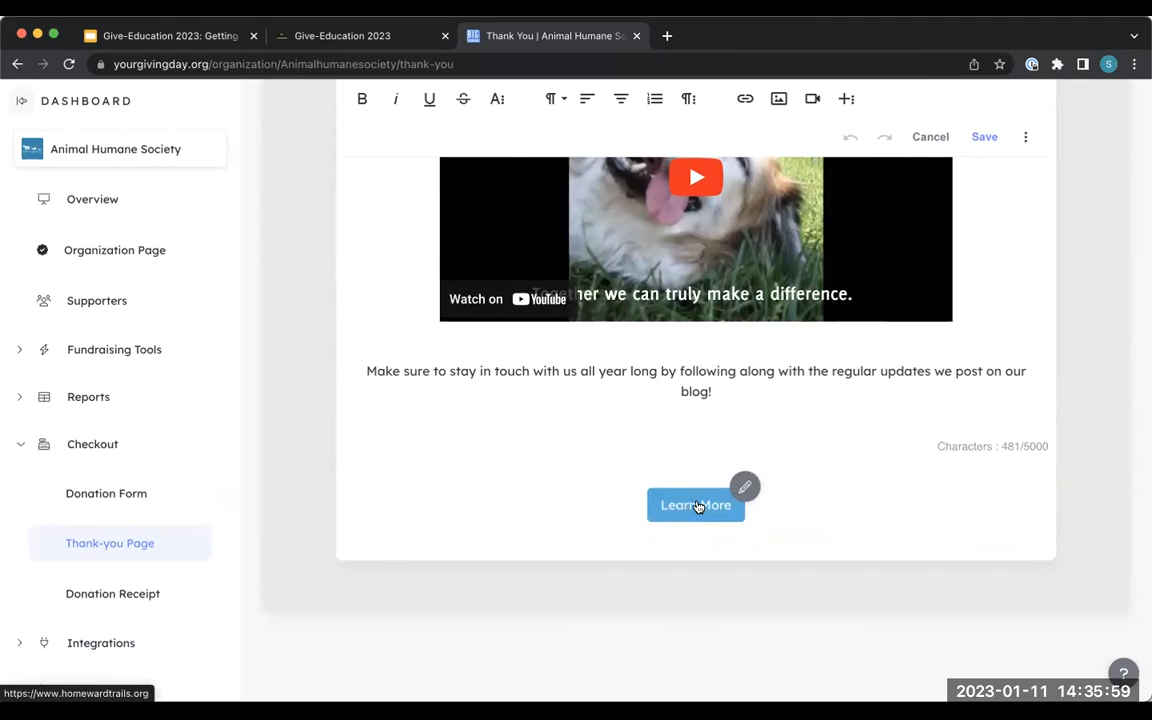 Give-Education 2023: Getting
Give-Education 2023
BIG
Thank You | Animal Humane So
yourgivingday.org/organization/Animalhumanesociety/thank-you
S
DASHBOARD
B i U S A
Animal Humane Society
Cancel
Save
Overview
Organization Page
Supporters
Watch on YouTube
Together we can truly make a difference.
Fundraising Tools
Make sure to stay in touch with us all year long by following along with the regular updates we post on our
blog!
Reports
Checkout
Characters : 481/5000
Donation Form
Learn More
Thank-you Page
Donation Receipt
Integrations
?
https://www.homewardtrails.org
2023-01-11 14:35:59